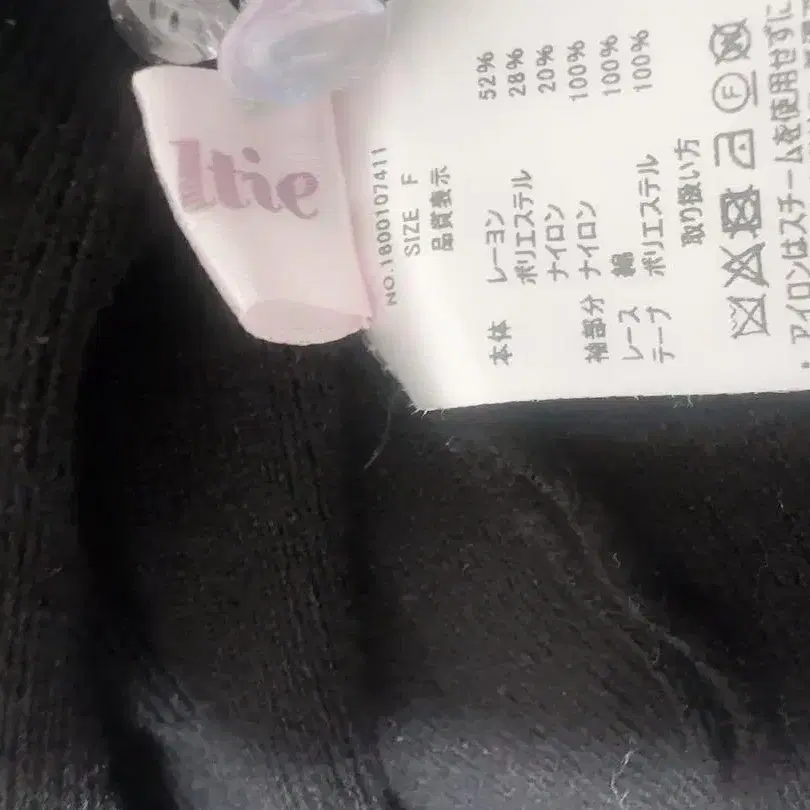 ltie
NO.1800107411
SIZE F
品質表示
本体 レーヨン 52%
ポリエステル 28%
ナイロン 20%
袖部分 ナイロン 100%
レース 綿 100%
テープ ポリエステル 100%
取り扱い方
F
・アイロンはスチームを使用せずに